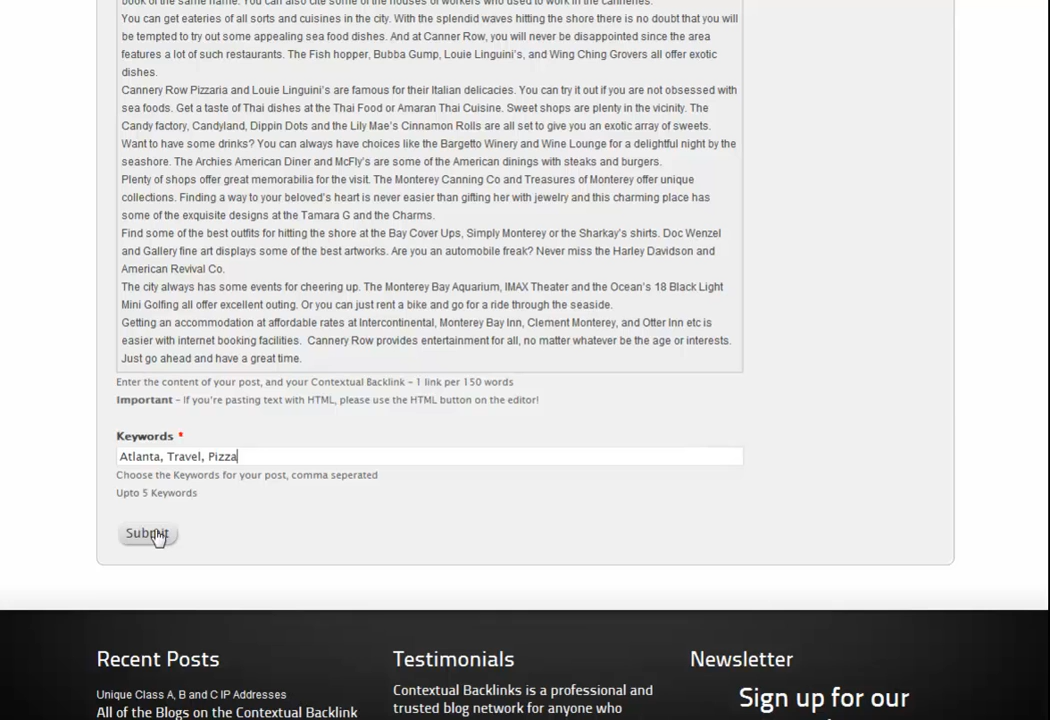 book of the same name. You can also cite some of the houses of workers who used to work in the canneries.
You can get eateries of all sorts and cuisines in the city. With the splendid waves hitting the shore there is no doubt that you will
be tempted to try out some appealing sea food dishes. And at Canner Row, you will never be disappointed since the area
features a lot of such restaurants. The Fish hopper, Bubba Gump, Louie Linguini's, and Wing Ching Grovers all offer exotic
dishes.
Cannery Row Pizzaria and Louie Linguini's are famous for their Italian delicacies. You can try it out if you are not obsessed with
sea foods. Get a taste of Thai dishes at the Thai Food or Amaran Thai Cuisine. Sweet shops are plenty in the vicinity. The
Candy factory, Candyland, Dippin Dots and the Lily Mae's Cinnamon Rolls are all set to give you an exotic array of sweets.
Want to have some drinks? You can always have choices like the Bargetto Winery and Wine Lounge for a delightful night by the
seashore. The Archies American Diner and McFly's are some of the American dinings with steaks and burgers.
Plenty of shops offer great memorabilia for the visit. The Monterey Canning Co and Treasures of Monterey offer unique
collections. Finding a way to your beloved's heart is never easier than gifting her with jewelry and this charming place has
some of the exquisite designs at the Tamara G and the Charms.
Find some of the best outfits for hitting the shore at the Bay Cover Ups, Simply Monterey or the Sharkay's shirts. Doc Wenzel
and Gallery fine art displays some of the best artworks. Are you an automobile freak? Never miss the Harley Davidson and
American Revival Co.
The city always has some events for cheering up. The Monterey Bay Aquarium, IMAX Theater and the Ocean's 18 Black Light
Mini Golfing all offer excellent outing. Or you can just rent a bike and go for a ride through the seaside.
Getting an accommodation at affordable rates at Intercontinental, Monterey Bay Inn, Clement Monterey, and Otter Inn etc is
easier with internet booking facilities. Cannery Row provides entertainment for all, no matter whatever be the age or interests.
Just go ahead and have a great time.
Enter the content of your post, and your Contextual Backlink - 1 link per 150 words
Important - If you're pasting text with HTML, please use the HTML button on the editor!
Keywords *
Atlanta, Travel, Pizza
Choose the Keywords for your post, comma seperated
Upto 5 Keywords
Submit
Recent Posts
Unique Class A, B and C IP Addresses
All of the Blogs on the Contextual Backlink
Testimonials
Contextual Backlinks is a professional and
trusted blog network for anyone who
Newsletter
Sign up for our